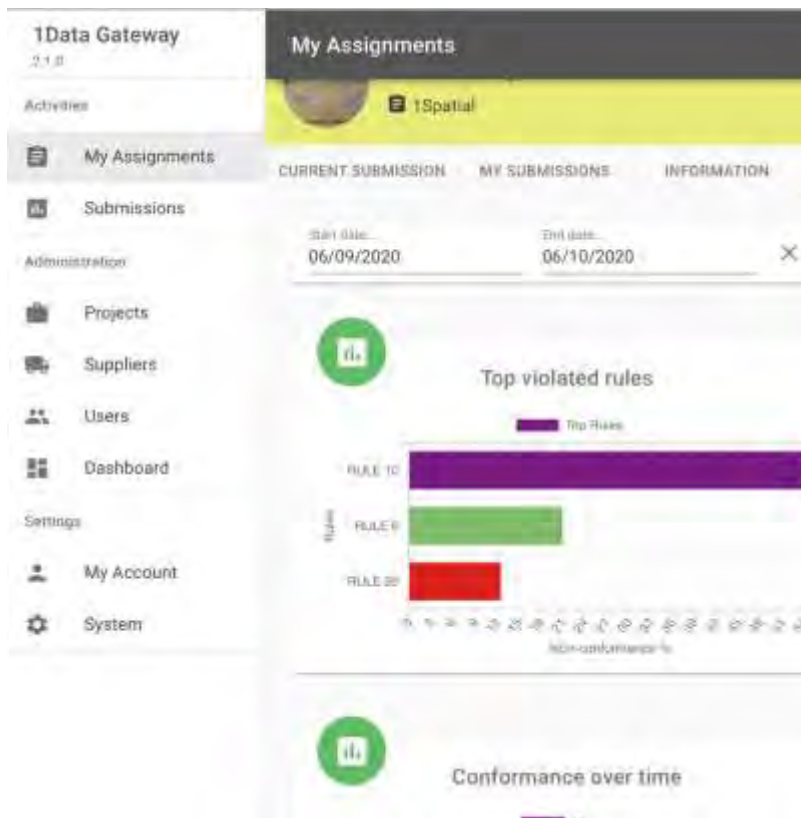 1Data Gateway
2.1.0
Activities
My Assignments
Submissions
Administration
Projects
Suppliers
Users
Dashboard
Settings
My Account
System
My Assignments
1Spatial
CURRENT SUBMISSION MY SUBMISSIONS INFORMATION
Start date...
06/09/2020
End date...
06/10/2020
Top violated rules
Top Rules
Rules
RULE 10
RULE 6
Non-conformance %
Conformance over time